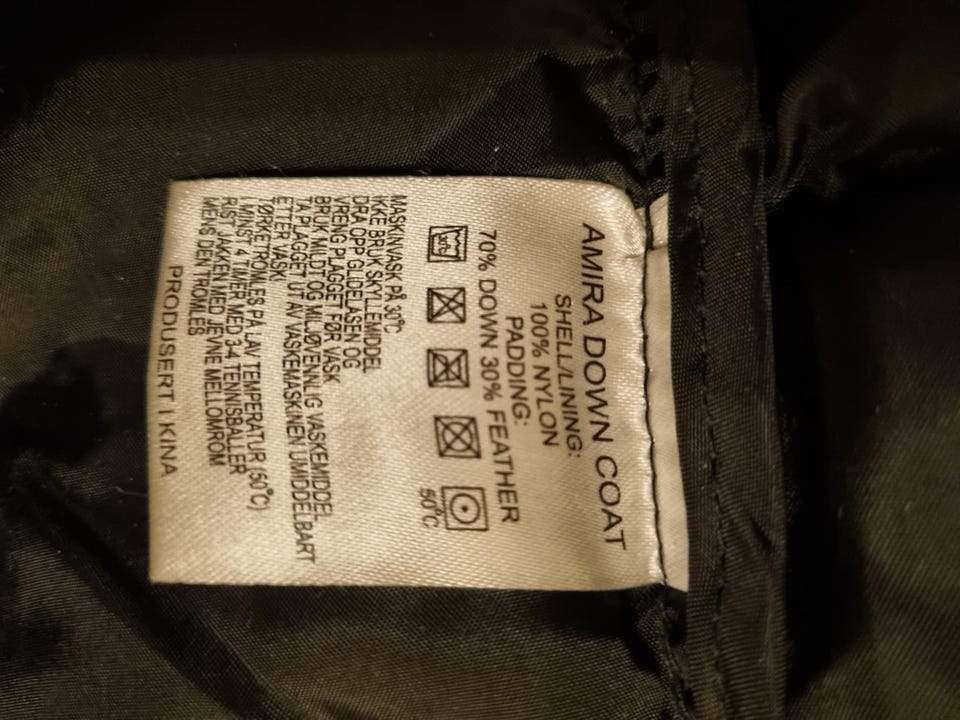 AMIRA DOWN COAT
SHELL/LINING:
100% NYLON
PADDING:
70% DOWN 30% FEATHER
50°C
MASKINVASK PÅ 30°C
IKKE BRUK SKYLLEMIDDEL
DRA OPP GLIDELÅSEN OG
VRENG PLAGGET FØR VASK
BRUK MILDT OG MILJØVENNLIG VASKEMIDDEL
TA PLAGGET UT AV VASKEMASKINEN UMIDDELBART
ETTER VASK
TØRKETROMLES PÅ LAV TEMPERATUR (50°C)
I MINST 4 TIMER MED 3-4 TENNISBALLER
RIST JAKKEN MED JEVNE MELLOMROM
MENS DEN TROMLES
PRODUSERT I KINA